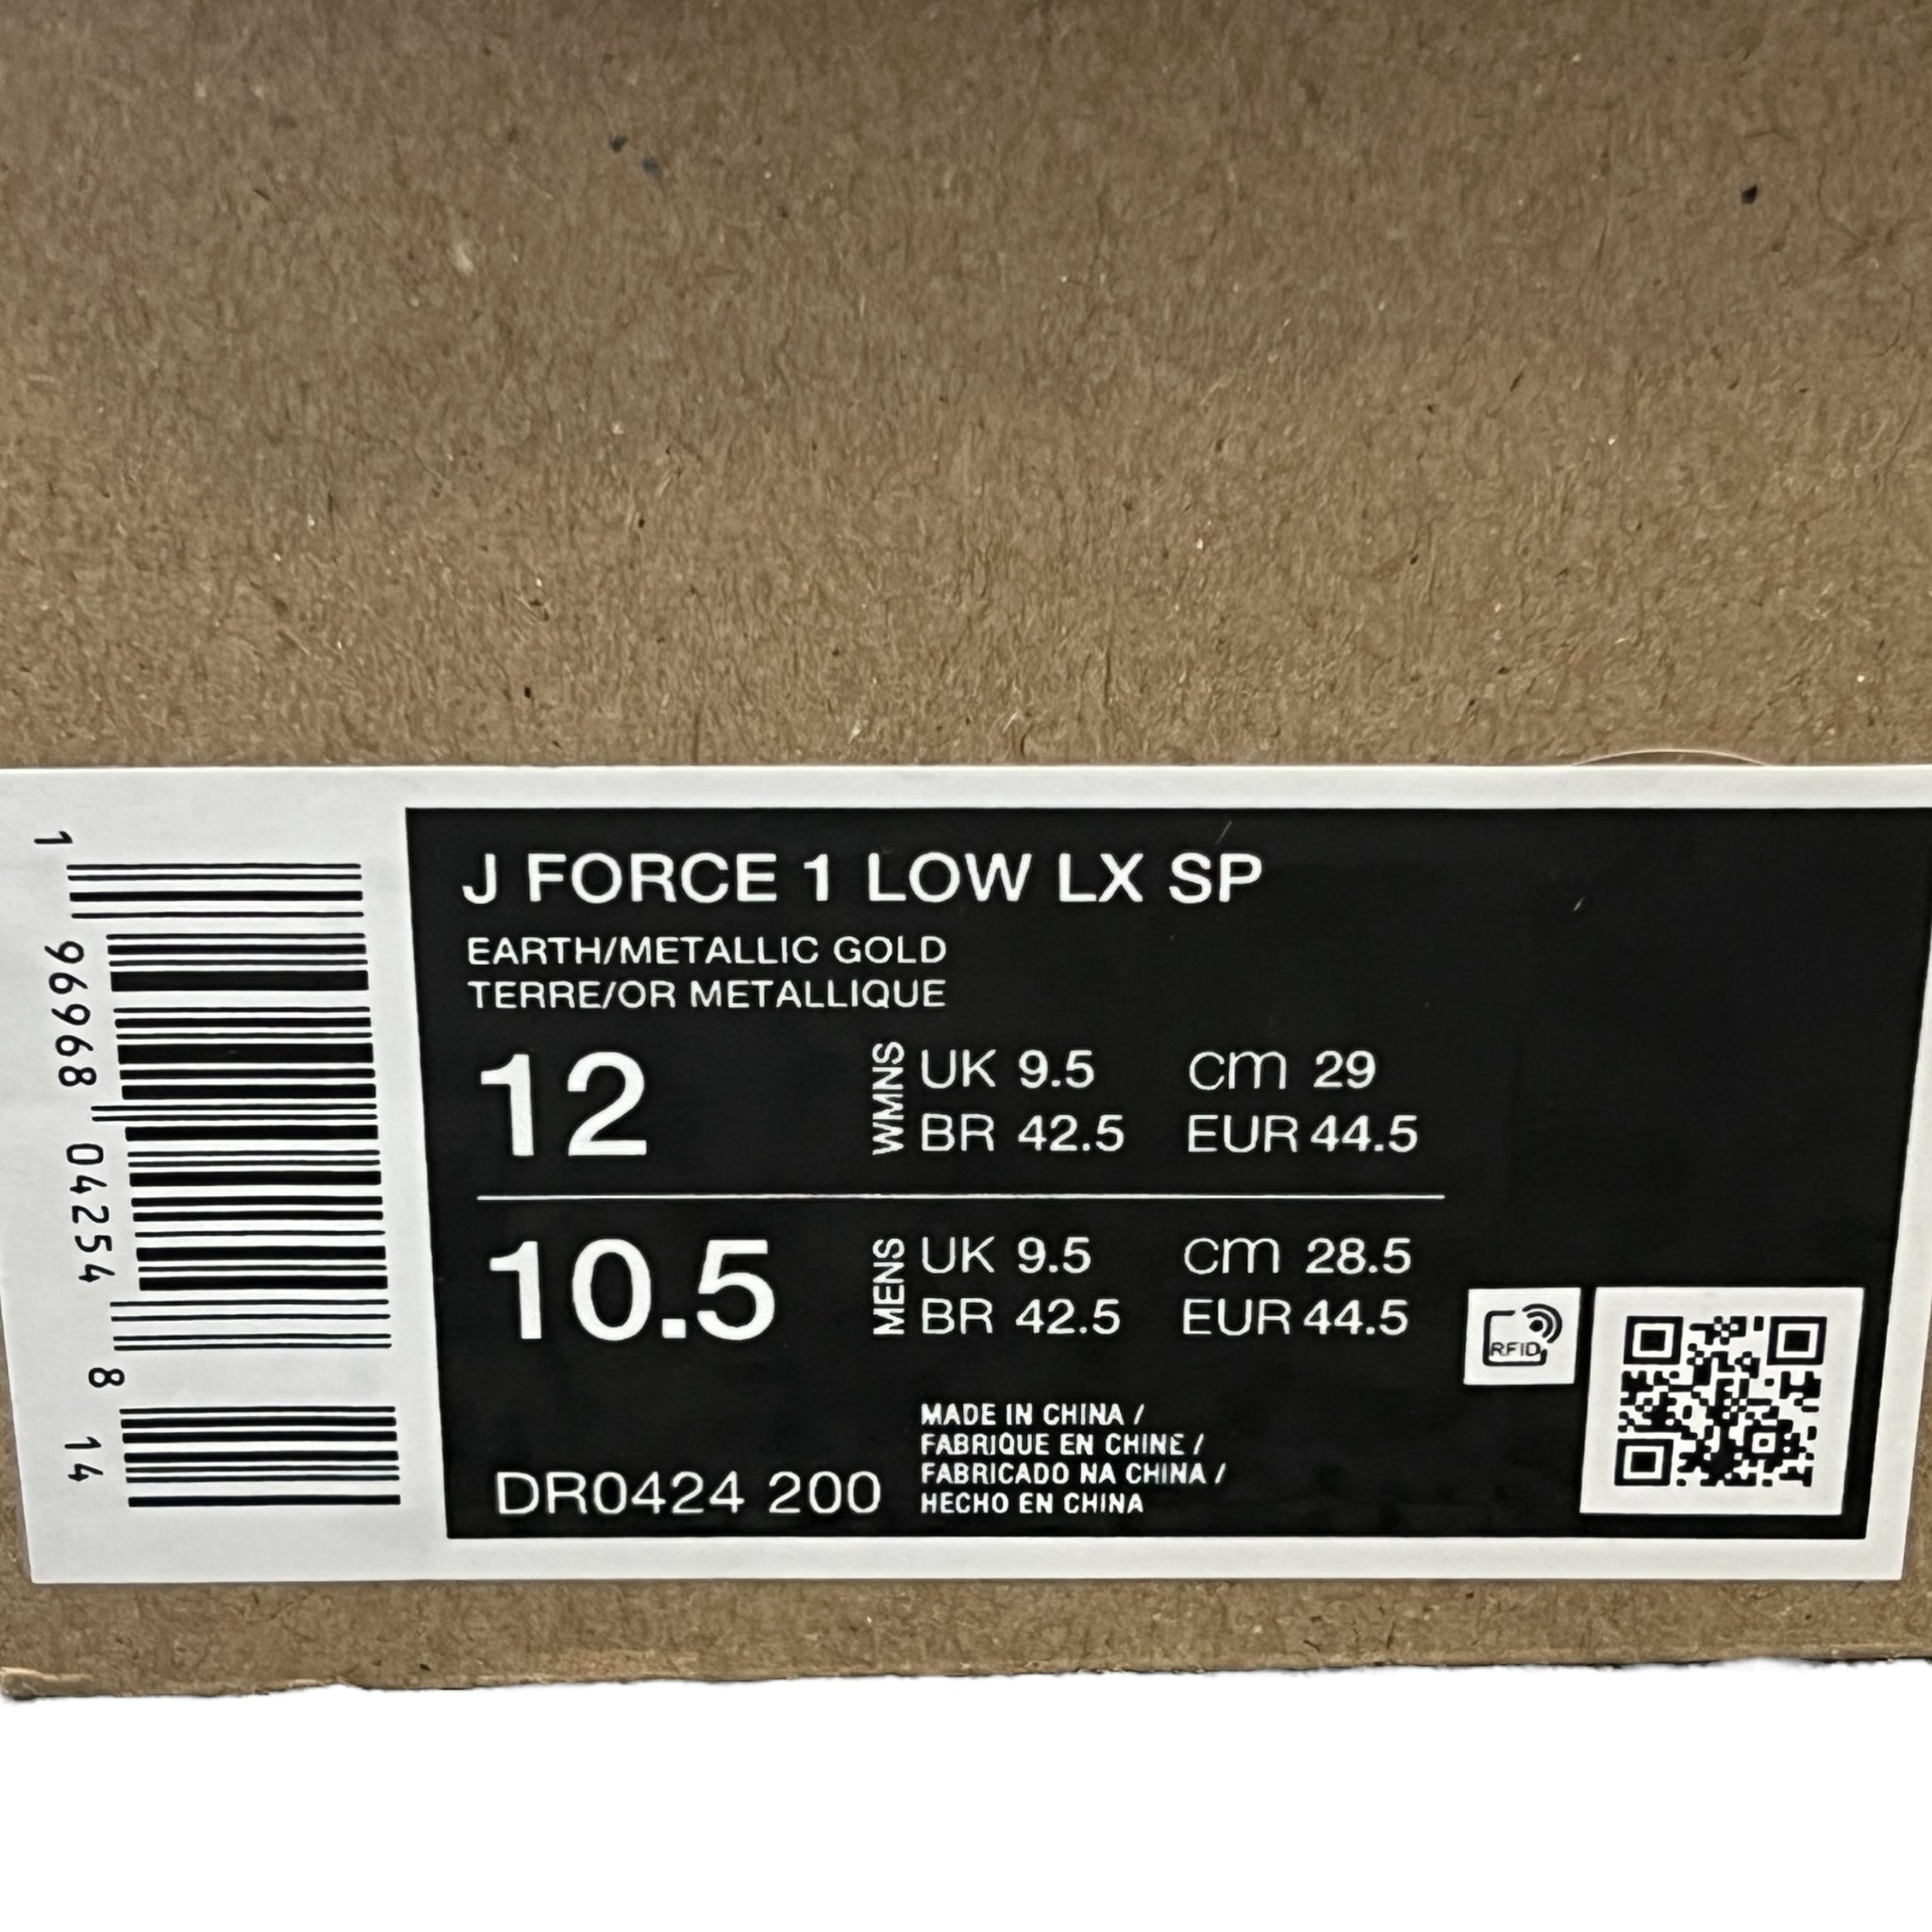 1 96968 04254 8 14
J FORCE 1 LOW LX SP
EARTH/METALLIC GOLD
TERRE/OR METALLIQUE
12 WMNS UK 9.5 cm 29
BR 42.5 EUR 44.5
10.5 MENS UK 9.5 cm 28.5
BR 42.5 EUR 44.5
RFID
MADE IN CHINA /
FABRIQUE EN CHINE /
FABRICADO NA CHINA /
HECHO EN CHINA
DR0424 200